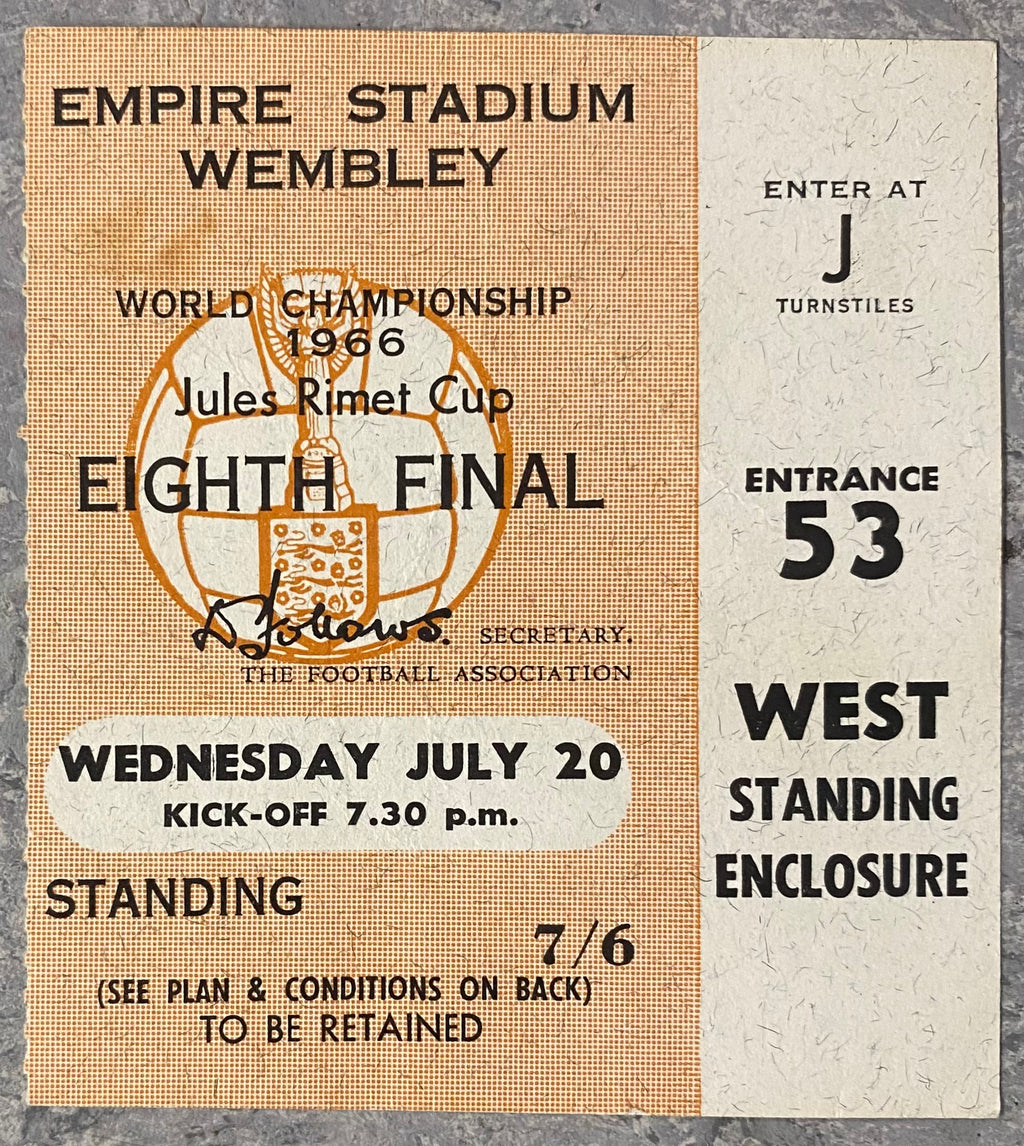 EMPIRE STADIUM
WEMBLEY
WORLD CHAMPIONSHIP
1966
Jules Rimet Cup
EIGHTH FINAL
D Follows. SECRETARY.
THE FOOTBALL ASSOCIATION
WEDNESDAY JULY 20
KICK-OFF 7.30 p.m.
STANDING
7/6
(SEE PLAN & CONDITIONS ON BACK)
TO BE RETAINED
ENTER AT
J
TURNSTILES
ENTRANCE
53
WEST
STANDING
ENCLOSURE